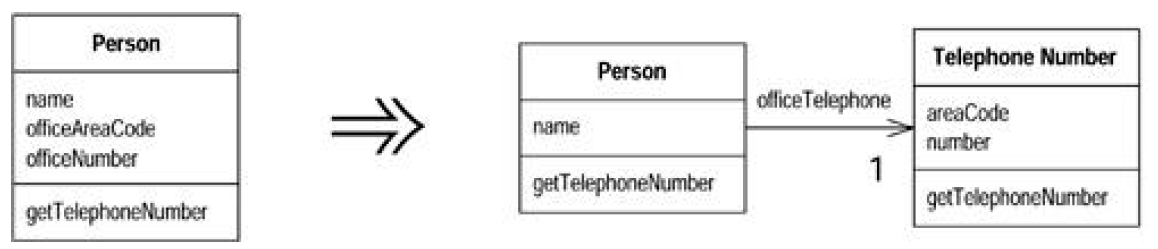 Person
name
officeAreaCode
officeNumber
getTelephoneNumber
Person
name
getTelephoneNumber
officeTelephone
1
Telephone Number
areaCode
number
getTelephoneNumber